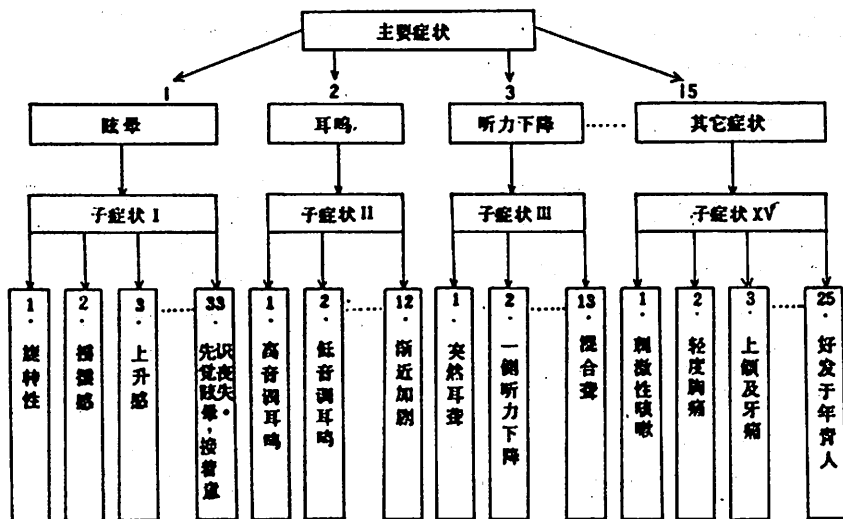 主要症状
1
2
3
15
眩晕
耳鸣
听力下降
……
其它症状
子症状 I
子症状 II
子症状 III
子症状 XV
1·旋转性
2·摇摆感
3·上升感
……
33·先觉眩晕,接着意
识丧失。
1·高音调耳鸣
2·低音调耳鸣
……
12·渐近加剧
1·突然耳聋
2·一侧听力下降
……
13·混合聋
1·刺激性咳嗽
2·轻度胸痛
3·上颌及牙痛
……
25·好发于年青人